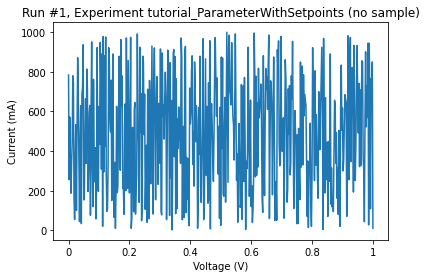 Run #1, Experiment tutorial_ParameterWithSetpoints (no sample)
1000
800
600
400
200
0
Current (mA)
0 0.2 0.4 0.6 0.8 1
Voltage (V)